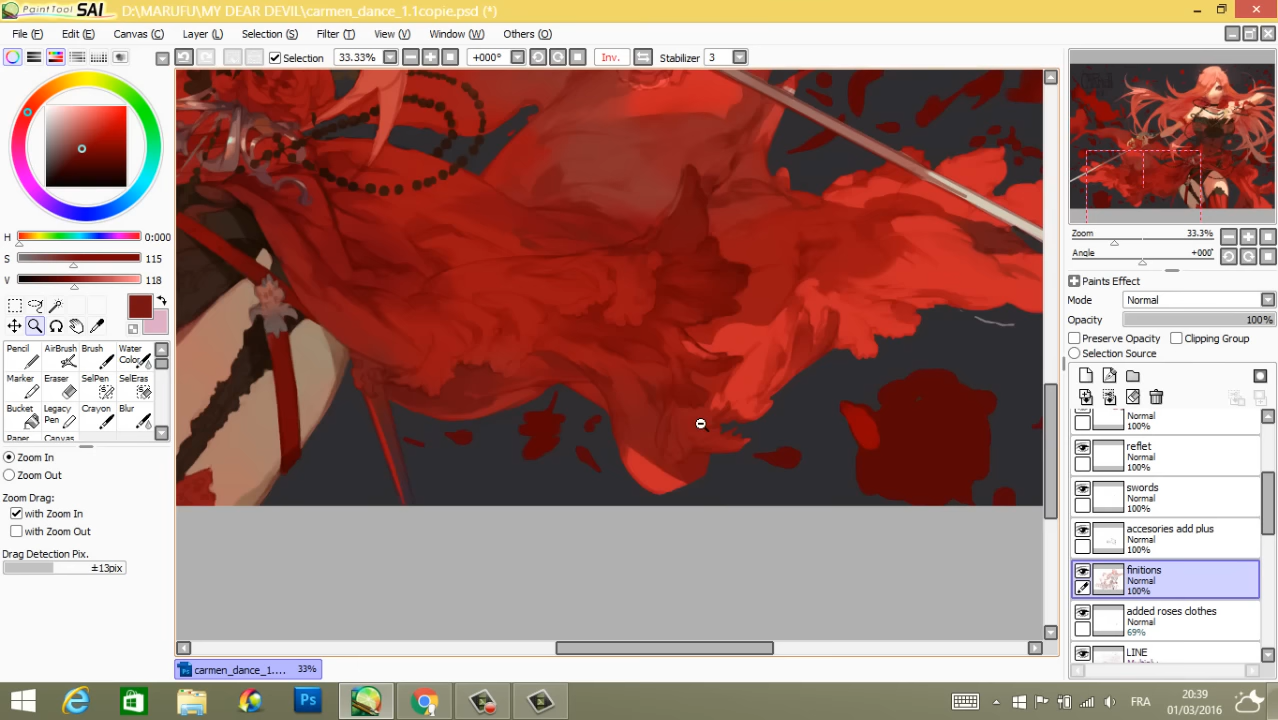 PaintTool SAI D:\MARUFU\MY DEAR DEVIL\carmen_dance_1.1copie.psd (*)
File (F) Edit (E) Canvas (C) Layer (L) Selection (S) Filter (T) View (V) Window (W) Others (O)
Selection 33.33% +000° Inv. Stabilizer 3
H 0:000
S 115
V 118
Pencil AirBrush Brush Water Color
Marker Eraser SelPen SelEras
Bucket Legacy Pen Crayon Blur
Paper Canvas
Zoom In
Zoom Out
Zoom Drag:
with Zoom In
with Zoom Out
Drag Detection Pix.
±13pix
Zoom 33.3%
Angle +000°
Paints Effect
Mode Normal
Opacity 100%
Preserve Opacity Clipping Group
Selection Source
Normal
100%
reflet
Normal
100%
swords
Normal
100%
accesories add plus
Normal
100%
finitions
Normal
100%
added roses clothes
Normal
69%
LINE
Multiply
carmen_dance_1.... 33%
Ps
FRA
20:39
01/03/2016